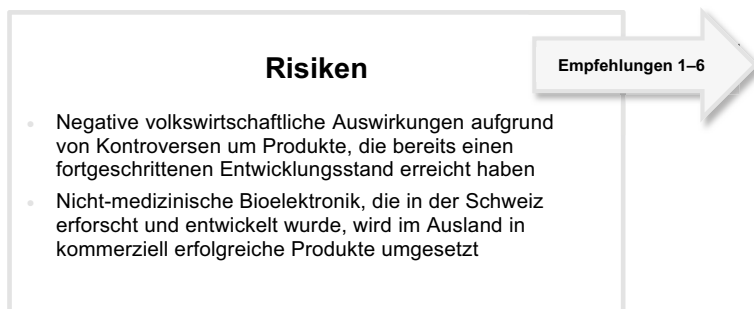 Risiken
Empfehlungen 1–6
Negative volkswirtschaftliche Auswirkungen aufgrund
von Kontroversen um Produkte, die bereits einen
fortgeschrittenen Entwicklungsstand erreicht haben
Nicht-medizinische Bioelektronik, die in der Schweiz
erforscht und entwickelt wurde, wird im Ausland in
kommerziell erfolgreiche Produkte umgesetzt